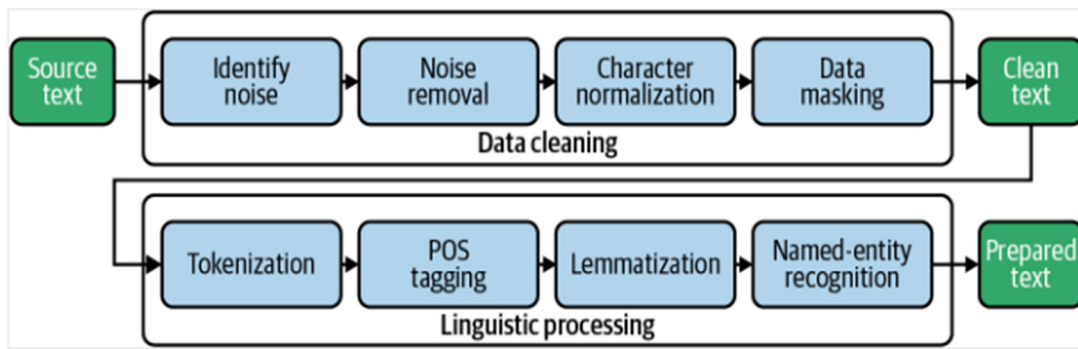 Source
text
Identify
noise
Noise
removal
Character
normalization
Data
masking
Clean
text
Data cleaning
Tokenization
POS
tagging
Lemmatization
Named-entity
recognition
Prepared
text
Linguistic processing